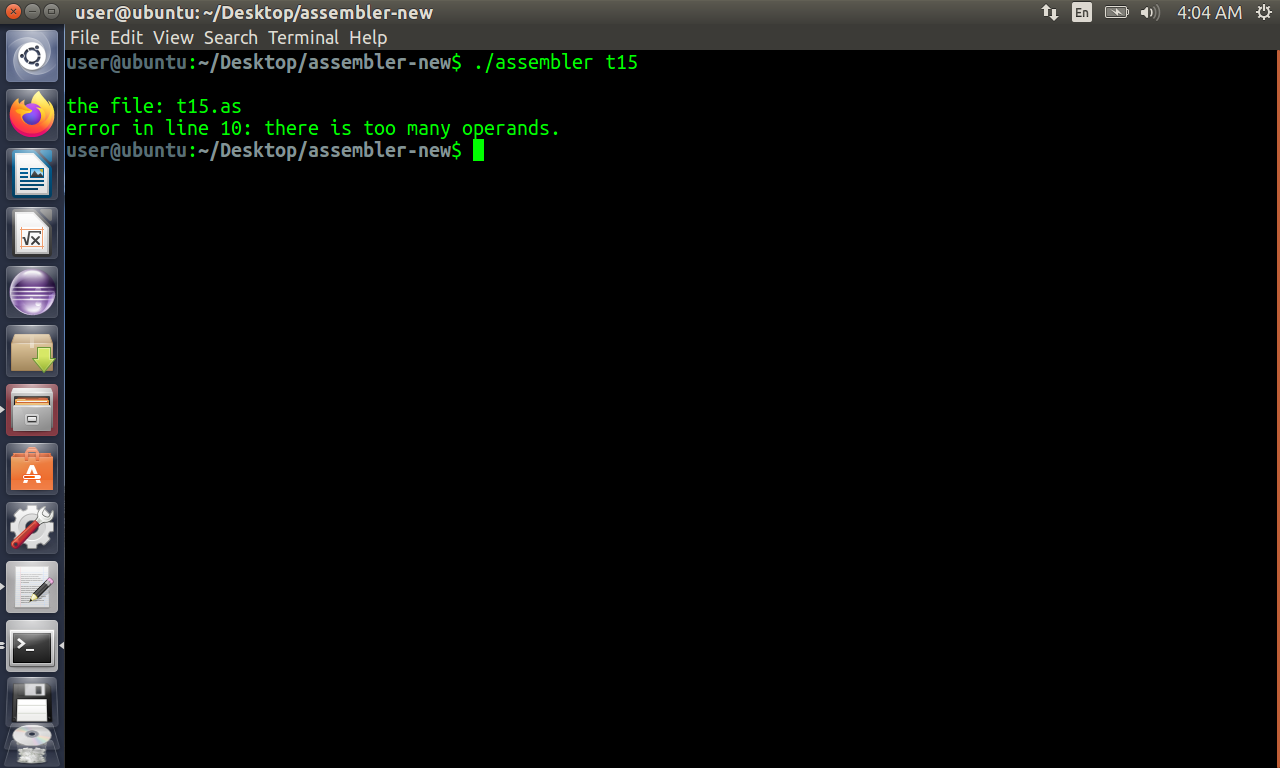 user@ubuntu: ~/Desktop/assembler-new
En
4:04 AM
File Edit View Search Terminal Help
user@ubuntu:~/Desktop/assembler-new$ ./assembler t15
the file: t15.as
error in line 10: there is too many operands.
user@ubuntu:~/Desktop/assembler-new$